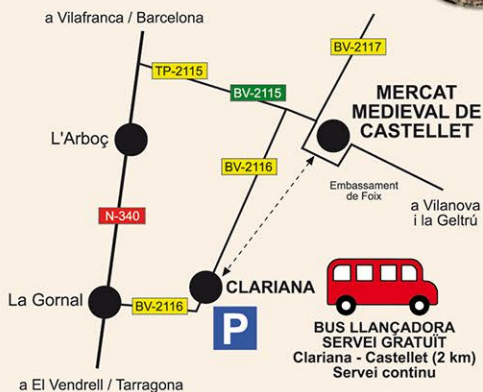 a Vilafranca / Barcelona
BV-2117
TP-2115
BV-2115
MERCAT
MEDIEVAL DE
CASTELLET
L'Arboç
BV-2116
Embassament
de Foix
a Vilanova
i la Geltrú
N-340
CLARIANA
La Gornal
BV-2116
P
BUS LLANÇADORA
SERVEI GRATUÏT
Clariana - Castellet (2 km)
Servei continu
a El Vendrell / Tarragona